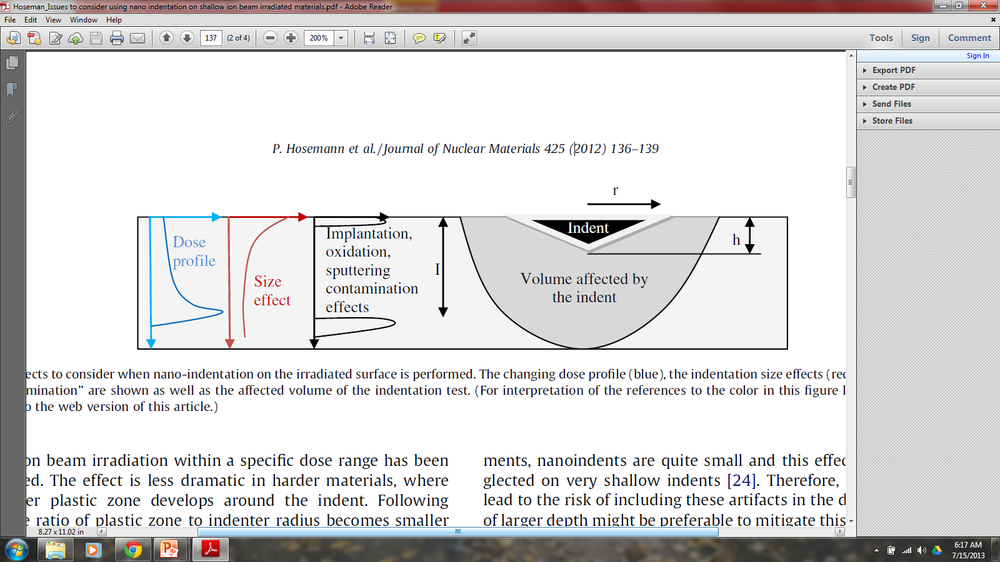 Hoseman_Issues to consider using nano indentation on shallow ion beam irradiated materials.pdf - Adobe Reader
File Edit View Window Help
137 (2 of 4) 200% Tools Sign Comment
Sign In
Export PDF
Create PDF
Send Files
Store Files
P. Hosemann et al./Journal of Nuclear Materials 425 (2012) 136–139
r
Dose
profile
Size
effect
Implantation,
oxidation,
sputtering
contamination
effects
I
Indent
h
Volume affected by
the indent
ects to consider when nano-indentation on the irradiated surface is performed. The changing dose profile (blue), the indentation size effects (red
mination” are shown as well as the affected volume of the indentation test. (For interpretation of the references to the color in this figure l
o the web version of this article.)
on beam irradiation within a specific dose range has been
ed. The effect is less dramatic in harder materials, where
er plastic zone develops around the indent. Following
e ratio of plastic zone to indenter radius becomes smaller
ments, nanoindents are quite small and this effec
glected on very shallow indents [24]. Therefore,
lead to the risk of including these artifacts in the d
of larger depth might be preferable to mitigate this
8.27 x 11.02 in
6:17 AM
7/15/2013